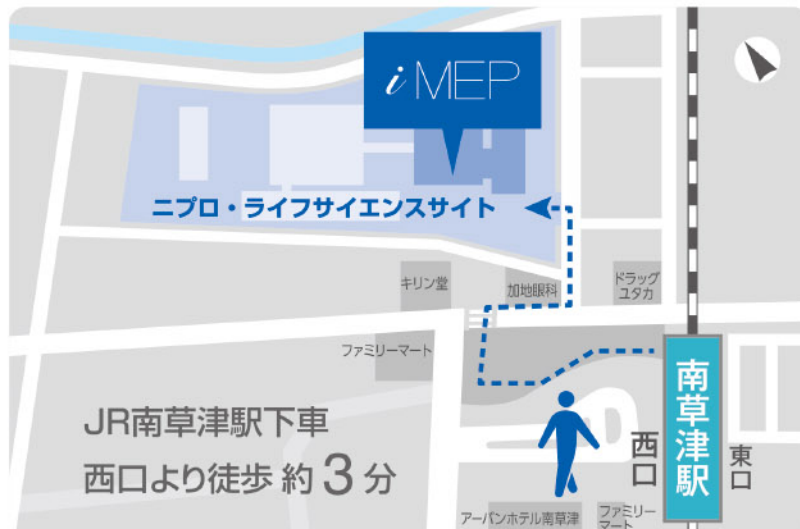 i MEP
ニプロ・ライフサイエンスサイト
キリン堂
加地眼科
ドラッグ
ユタカ
ファミリーマート
JR南草津駅下車
西口より徒歩 約 3 分
西口
南草津駅
東口
アーバンホテル南草津
ファミリー
マート